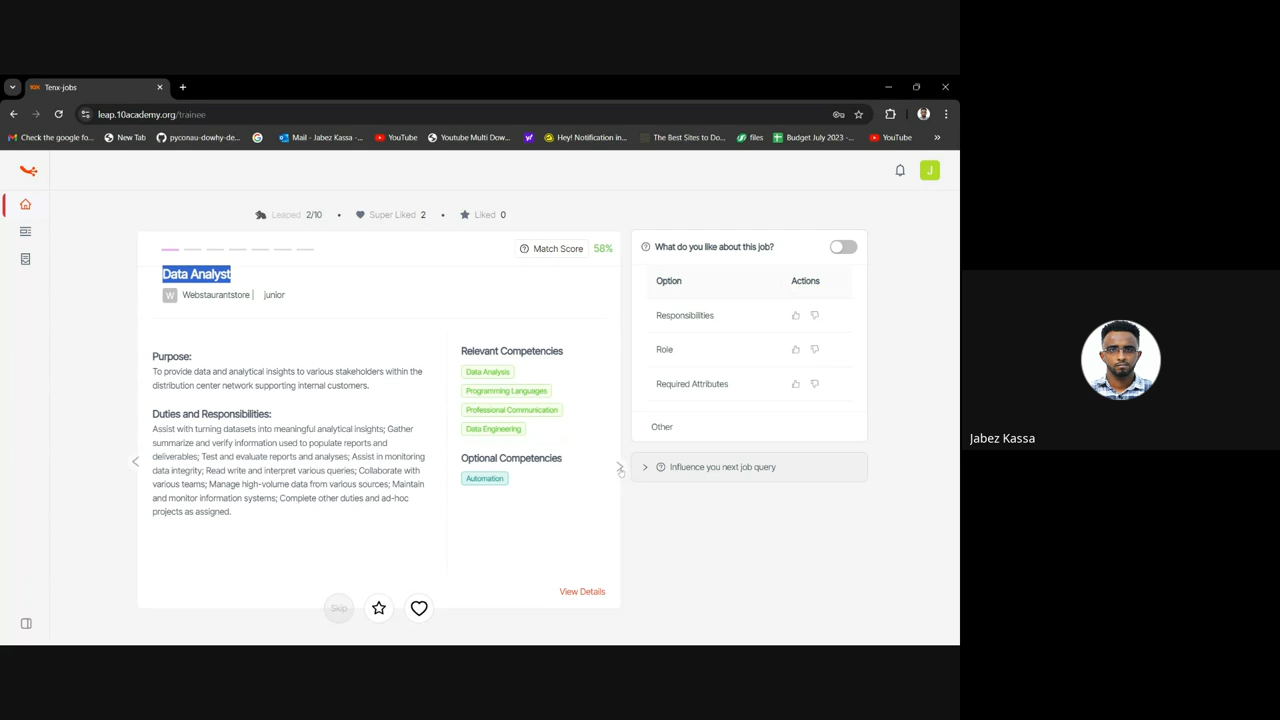 Tenx-jobs
leap.10academy.org/trainee
Check the google fo...
New Tab
pyconau-dowhy-de...
Mail - Jabez Kassa -...
YouTube
Youtube Multi Dow...
Hey! Notification in...
The Best Sites to Do...
files
Budget July 2023 -...
YouTube
»
J
Leaped 2/10 • Super Liked 2 • Liked 0
Match Score 58%
Data Analyst
W Webstaurantstore | junior
Purpose:
To provide data and analytical insights to various stakeholders within the
distribution center network supporting internal customers.
Duties and Responsibilities:
Assist with turning datasets into meaningful analytical insights; Gather
summarize and verify information used to populate reports and
deliverables; Test and evaluate reports and analyses; Assist in monitoring
data integrity; Read write and interpret various queries; Collaborate with
various teams; Manage high-volume data from various sources; Maintain
and monitor information systems; Complete other duties and ad-hoc
projects as assigned.
Relevant Competencies
Data Analysis
Programming Languages
Professional Communication
Data Engineering
Optional Competencies
Automation
View Details
Skip
What do you like about this job?
Option Actions
Responsibilities
Role
Required Attributes
Other
Influence you next job query
Jabez Kassa